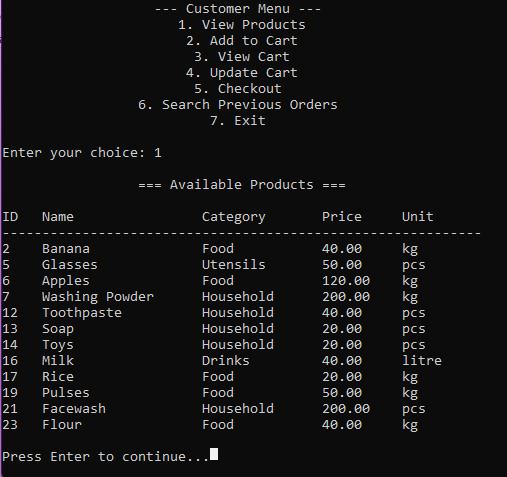 --- Customer Menu ---
1. View Products
2. Add to Cart
3. View Cart
4. Update Cart
5. Checkout
6. Search Previous Orders
7. Exit
Enter your choice: 1
=== Available Products ===
ID Name Category Price Unit
------------------------------------------------------------
2 Banana Food 40.00 kg
5 Glasses Utensils 50.00 pcs
6 Apples Food 120.00 kg
7 Washing Powder Household 200.00 kg
12 Toothpaste Household 40.00 pcs
13 Soap Household 20.00 pcs
14 Toys Household 20.00 pcs
16 Milk Drinks 40.00 litre
17 Rice Food 20.00 kg
19 Pulses Food 50.00 kg
21 Facewash Household 200.00 pcs
23 Flour Food 40.00 kg
Press Enter to continue...